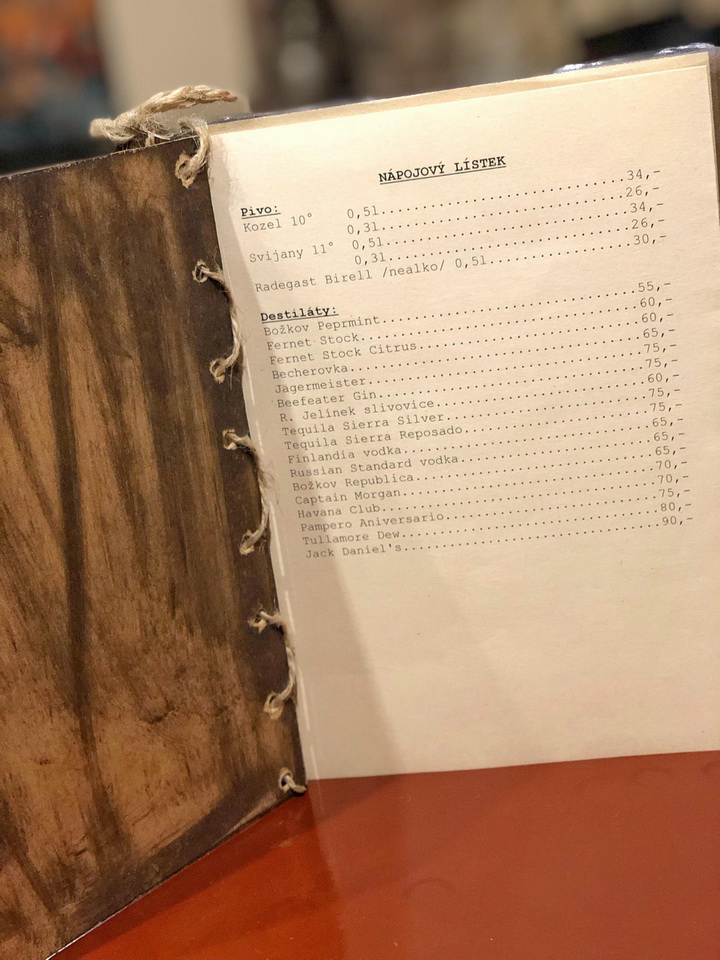 NÁPOJOVÝ LÍSTEK
Pivo:
Kozel 10° 0,5l..............................34,-
0,3l..............................26,-
Svijany 11° 0,5l..............................34,-
0,3l..............................26,-
Radegast Birell /nealko/ 0,5l...................30,-
Destiláty:
Božkov Peprmint.................................55,-
Fernet Stock....................................60,-
Fernet Stock Citrus.............................60,-
Becherovka......................................65,-
Jägermeister....................................75,-
Beefeater Gin...................................75,-
R. Jelínek slivovice............................60,-
Tequila Sierra Silver...........................75,-
Tequila Sierra Reposado.........................75,-
Finlandia vodka.................................65,-
Russian Standard vodka..........................65,-
Božkov Republica................................65,-
Captain Morgan..................................70,-
Havana Club.....................................70,-
Pampero Aniversario.............................75,-
Tullamore Dew...................................80,-
Jack Daniel's...................................90,-